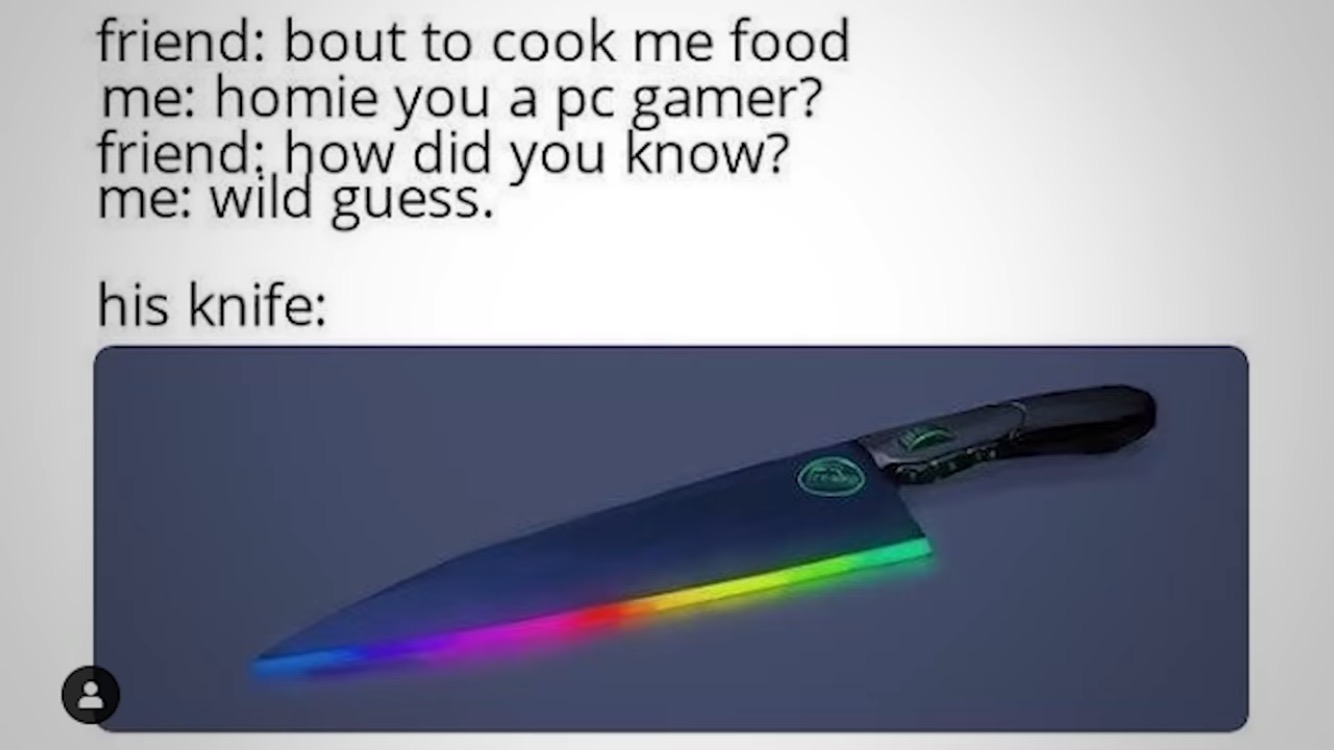 friend: bout to cook me food
me: homie you a pc gamer?
friend: how did you know?
me: wild guess.
his knife: